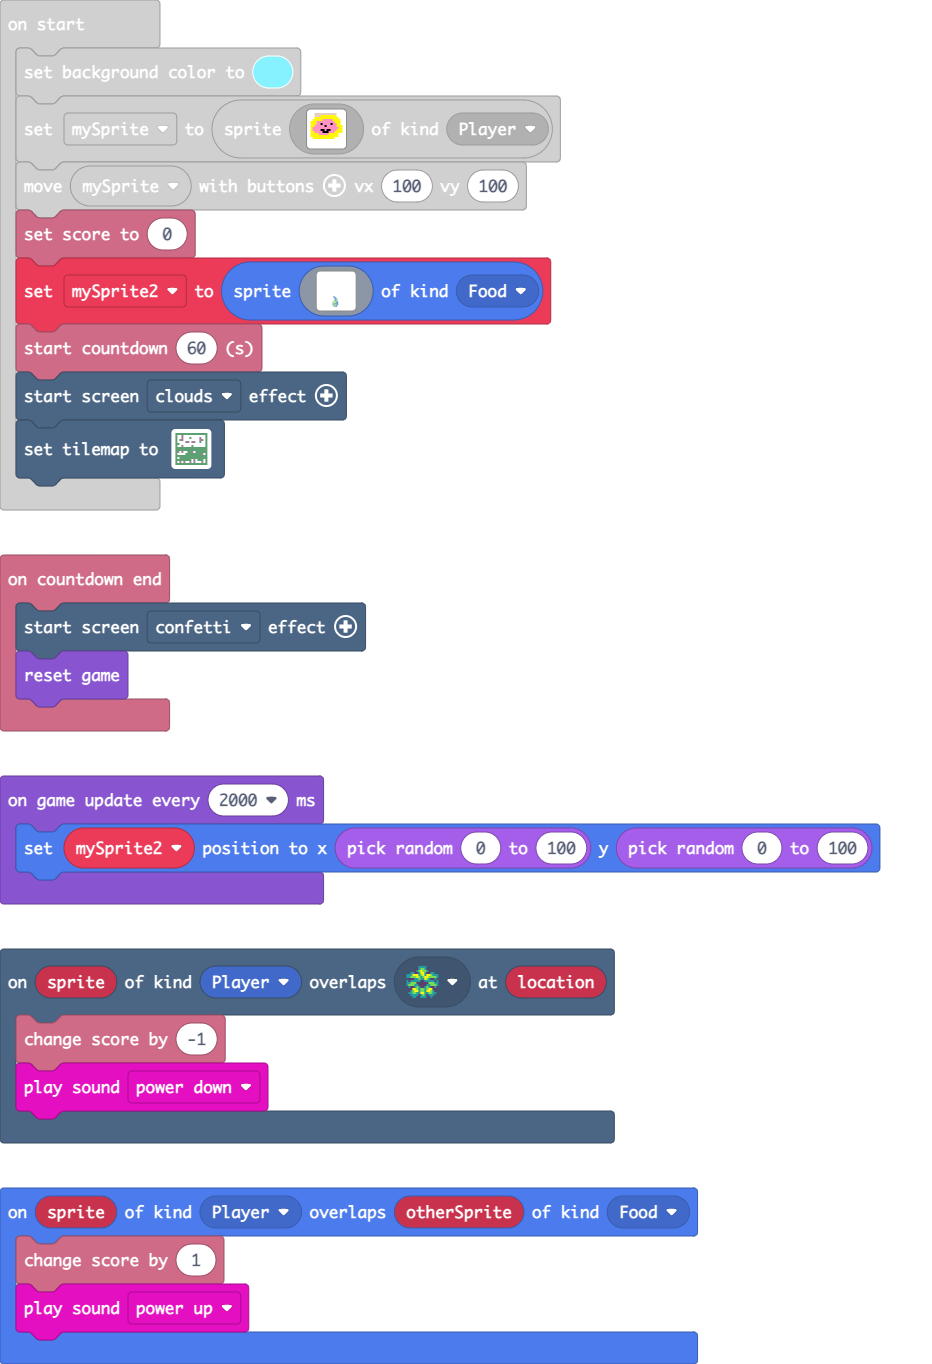 on start
set background color to
set mySprite to sprite of kind Player
move mySprite with buttons vx 100 vy 100
set score to 0
set mySprite2 to sprite of kind Food
start countdown 60 (s)
start screen clouds effect
set tilemap to
on countdown end
start screen confetti effect
reset game
on game update every 2000 ms
set mySprite2 position to x pick random 0 to 100 y pick random 0 to 100
on sprite of kind Player overlaps at location
change score by -1
play sound power down
on sprite of kind Player overlaps otherSprite of kind Food
change score by 1
play sound power up